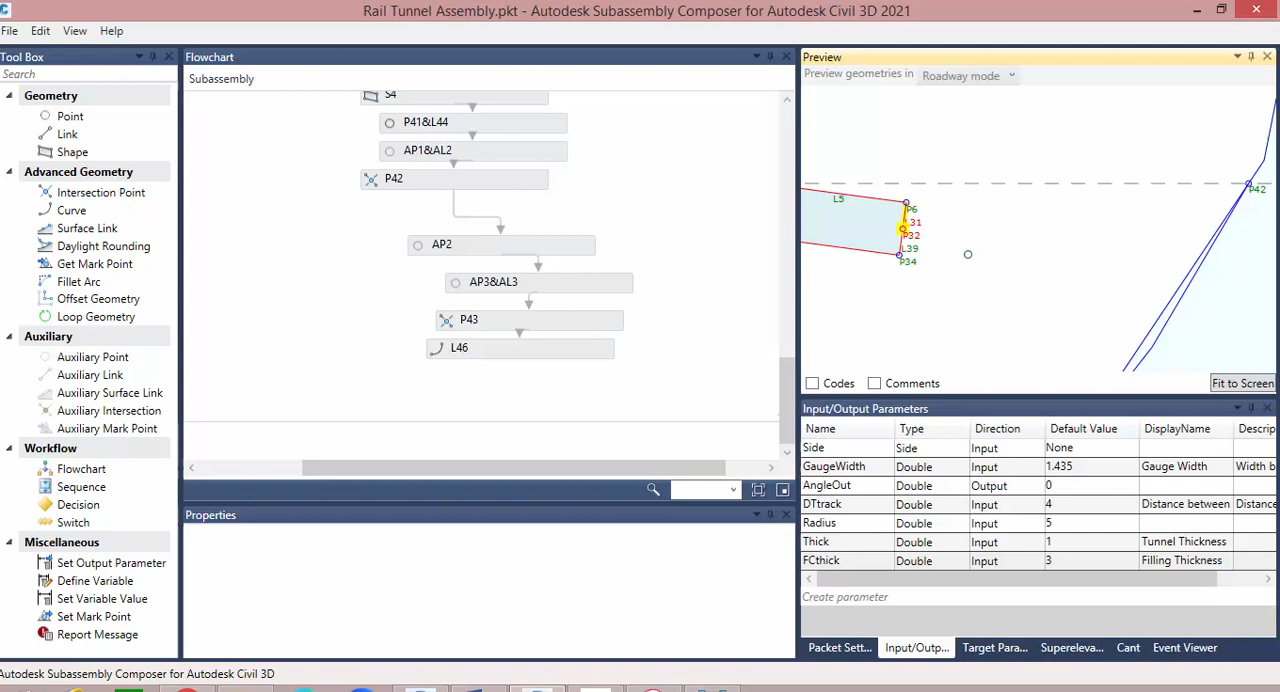 Rail Tunnel Assembly.pkt - Autodesk Subassembly Composer for Autodesk Civil 3D 2021
File Edit View Help
Tool Box
Search
Geometry
Point
Link
Shape
Advanced Geometry
Intersection Point
Curve
Surface Link
Daylight Rounding
Get Mark Point
Fillet Arc
Offset Geometry
Loop Geometry
Auxiliary
Auxiliary Point
Auxiliary Link
Auxiliary Surface Link
Auxiliary Intersection
Auxiliary Mark Point
Workflow
Flowchart
Sequence
Decision
Switch
Miscellaneous
Set Output Parameter
Define Variable
Set Variable Value
Set Mark Point
Report Message
Flowchart
Subassembly
S4
P41&L44
AP1&AL2
P42
AP2
AP3&AL3
P43
L46
Properties
Preview
Preview geometries in Roadway mode
L5
P6
L31
P32
L39
P34
P42
Codes Comments Fit to Screen
Input/Output Parameters
Name Type Direction Default Value DisplayName Descrip
Side Side Input None
GaugeWidth Double Input 1.435 Gauge Width Width b
AngleOut Double Output 0
DTtrack Double Input 4 Distance between Distance
Radius Double Input 5
Thick Double Input 1 Tunnel Thickness
FCthick Double Input 3 Filling Thickness
Create parameter
Packet Sett... Input/Outp... Target Para... Supereleva... Cant Event Viewer
Autodesk Subassembly Composer for Autodesk Civil 3D